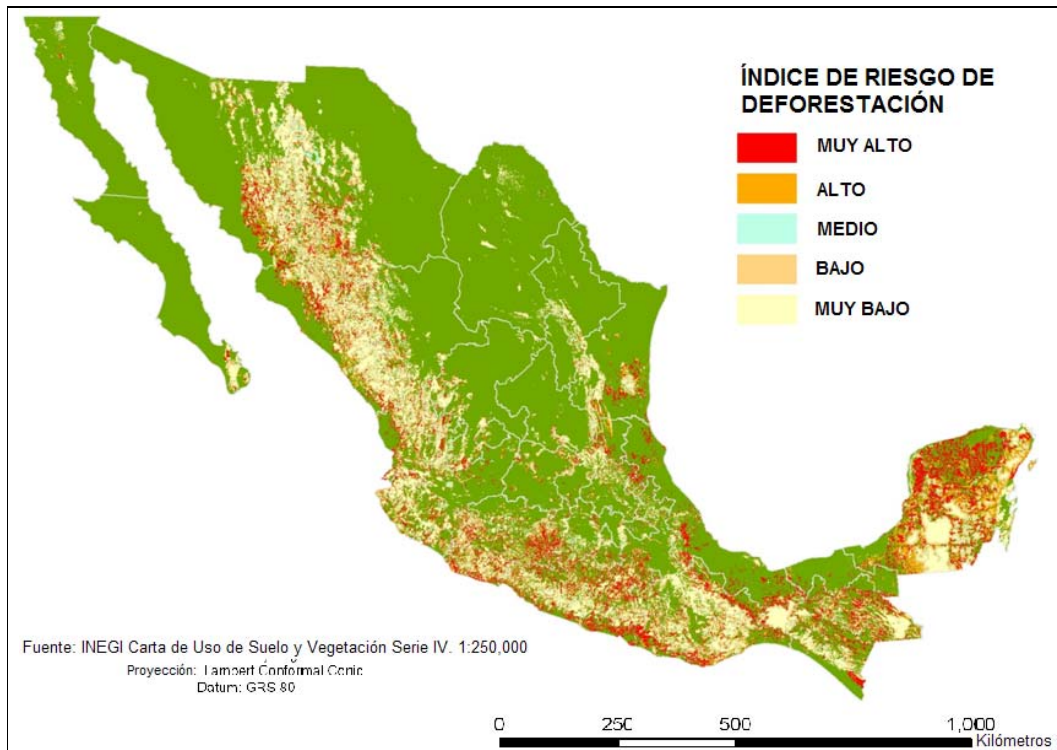 ÍNDICE DE RIESGO DE
DEFORESTACIÓN
MUY ALTO
ALTO
MEDIO
BAJO
MUY BAJO
Fuente: INEGI Carta de Uso de Suelo y Vegetación Serie IV. 1:250,000
Proyección: Lambert Conformal Conic
Datum: GRS 80
0 250 500 1,000
Kilómetros